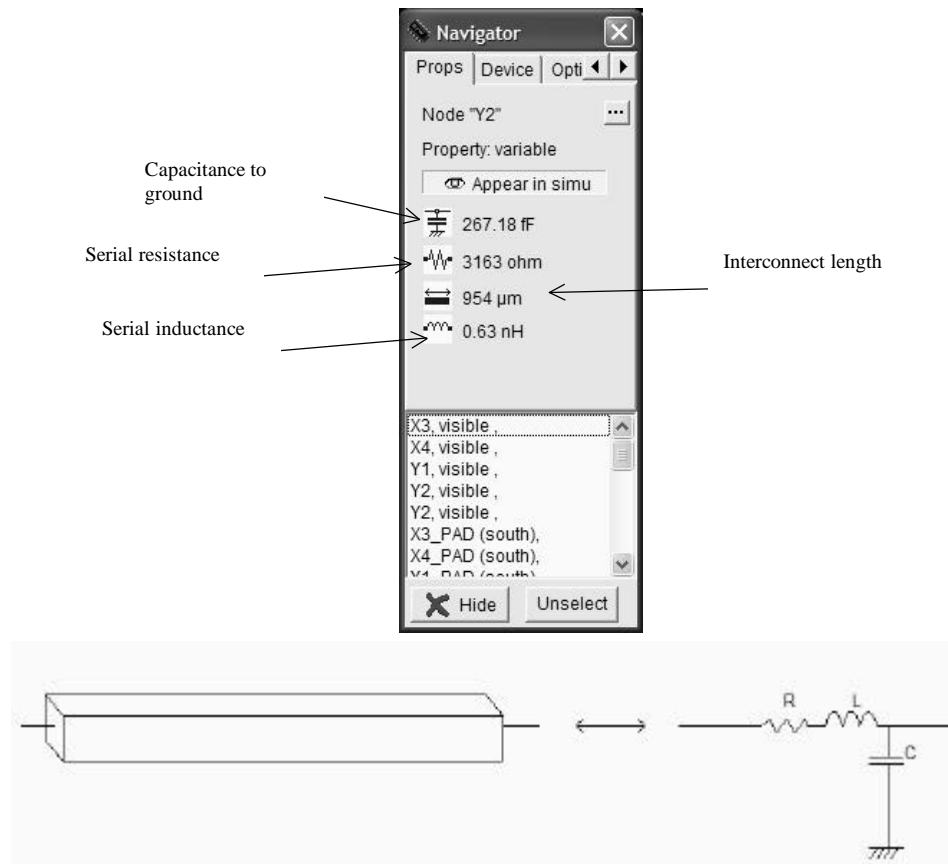 Navigator
Props Device Opti
Node "Y2" ...
Property: variable
Appear in simu
Capacitance to
ground
267.18 fF
Serial resistance
3163 ohm
Interconnect length
954 µm
Serial inductance
0.63 nH
X3, visible ,
X4, visible ,
Y1, visible ,
Y2, visible ,
Y2, visible ,
X3_PAD (south),
X4_PAD (south),
Y1_PAD (south)
Hide Unselect
R L
C